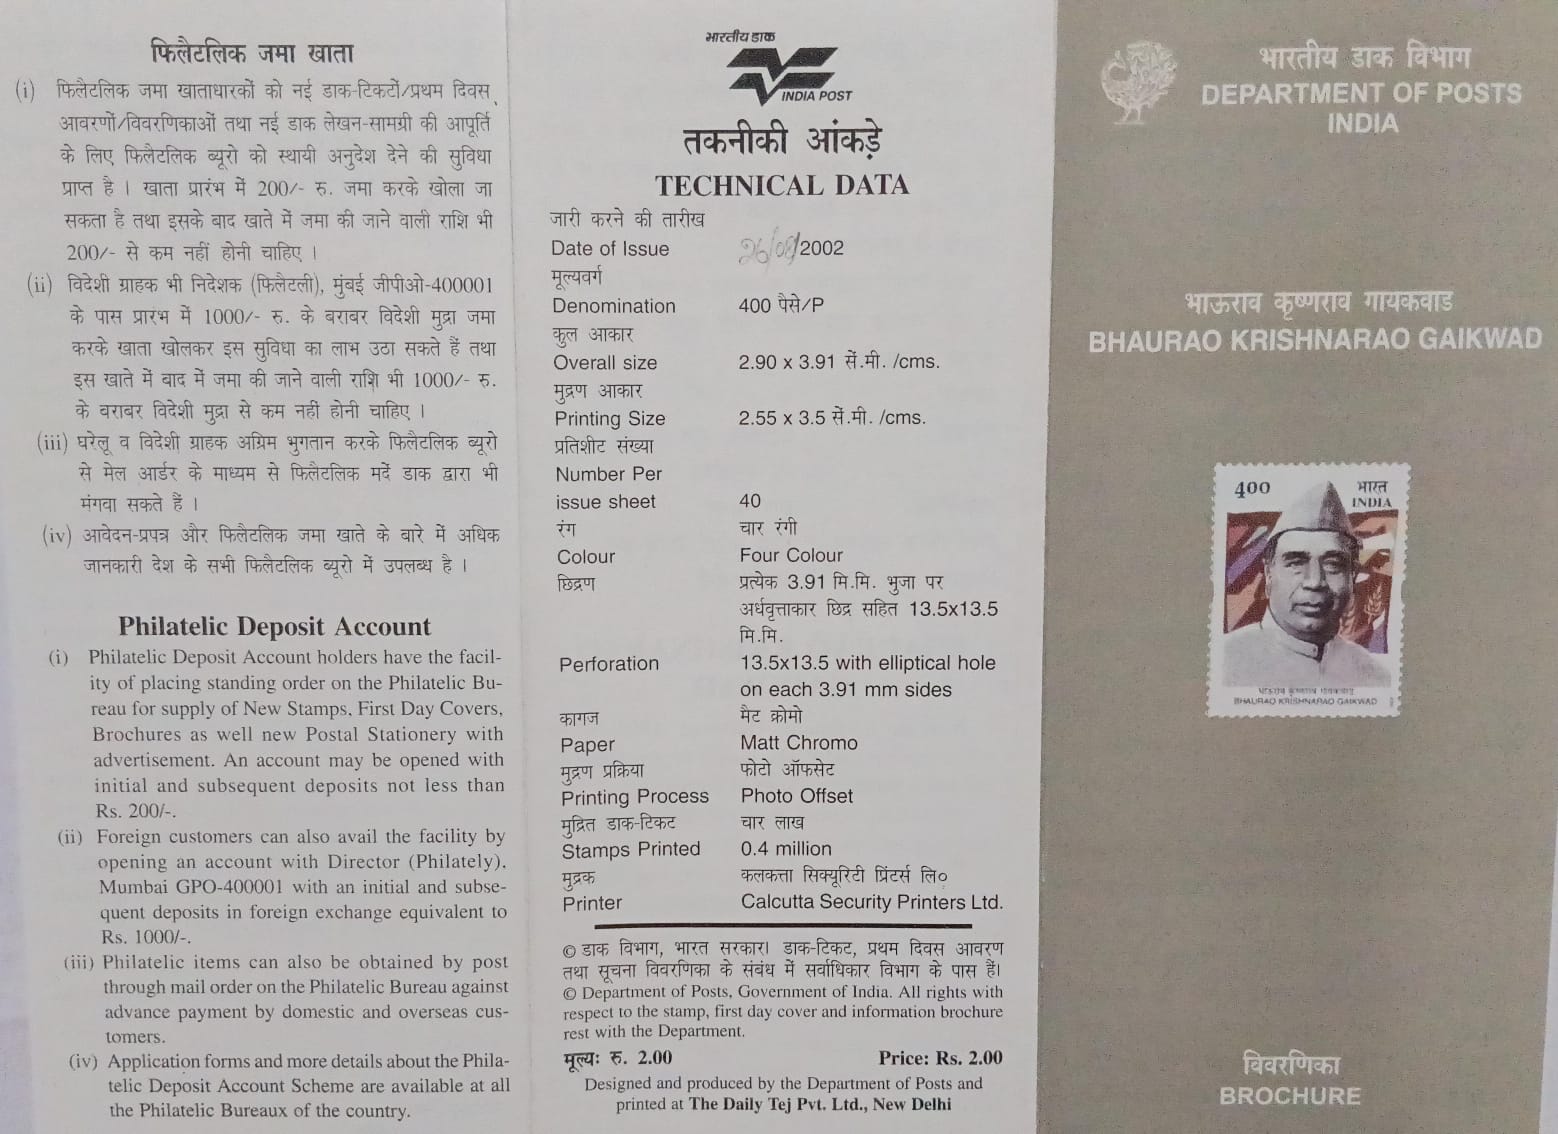 फिलैटलिक जमा खाता
(i) फिलैटलिक जमा खाताधारकों को नई डाक-टिकटों/प्रथम दिवस
आवरणों/विवरणिकाओं तथा नई डाक लेखन-सामग्री की आपूर्ति
के लिए फिलैटलिक ब्यूरो को स्थायी अनुदेश देने की सुविधा
प्राप्त है । खाता प्रारंभ में 200/- रु. जमा करके खोला जा
सकता है तथा इसके बाद खाते में जमा की जाने वाली राशि भी
200/- से कम नहीं होनी चाहिए ।
(ii) विदेशी ग्राहक भी निदेशक (फिलैटली), मुंबई जीपीओ-400001
के पास प्रारंभ में 1000/- रु. के बराबर विदेशी मुद्रा जमा
करके खाता खोलकर इस सुविधा का लाभ उठा सकते हैं तथा
इस खाते में बाद में जमा की जाने वाली राशि भी 1000/- रु.
के बराबर विदेशी मुद्रा से कम नहीं होनी चाहिए ।
(iii) घरेलू व विदेशी ग्राहक अग्रिम भुगतान करके फिलैटलिक ब्यूरो
से मेल आर्डर के माध्यम से फिलैटलिक मदें डाक द्वारा भी
मंगवा सकते हैं ।
(iv) आवेदन-प्रपत्र और फिलैटलिक जमा खाते के बारे में अधिक
जानकारी देश के सभी फिलैटलिक ब्यूरो में उपलब्ध है ।
Philatelic Deposit Account
(i) Philatelic Deposit Account holders have the facil-
ity of placing standing order on the Philatelic Bu-
reau for supply of New Stamps, First Day Covers,
Brochures as well new Postal Stationery with
advertisement. An account may be opened with
initial and subsequent deposits not less than
Rs. 200/-.
(ii) Foreign customers can also avail the facility by
opening an account with Director (Philately),
Mumbai GPO-400001 with an initial and subse-
quent deposits in foreign exchange equivalent to
Rs. 1000/-.
(iii) Philatelic items can also be obtained by post
through mail order on the Philatelic Bureau against
advance payment by domestic and overseas cus-
tomers.
(iv) Application forms and more details about the Phila-
telic Deposit Account Scheme are available at all
the Philatelic Bureaux of the country.
भारतीय डाक
INDIA POST
तकनीकी आंकड़े
TECHNICAL DATA
जारी करने की तारीख
Date of Issue 26/08/2002
मूल्यवर्ग
Denomination 400 पैसे/P
कुल आकार
Overall size 2.90 x 3.91 सें.मी. /cms.
मुद्रण आकार
Printing Size 2.55 x 3.5 सें.मी. /cms.
प्रतिशीट संख्या
Number Per
issue sheet 40
रंग चार रंगी
Colour Four Colour
छिद्रण प्रत्येक 3.91 मि.मि. भुजा पर
अर्धवृत्ताकार छिद्र सहित 13.5x13.5
मि.मि.
Perforation 13.5x13.5 with elliptical hole
on each 3.91 mm sides
कागज मैट क्रोमो
Paper Matt Chromo
मुद्रण प्रक्रिया फोटो ऑफसेट
Printing Process Photo Offset
मुद्रित डाक-टिकट चार लाख
Stamps Printed 0.4 million
मुद्रक कलकत्ता सिक्यूरिटी प्रिंटर्स लि०
Printer Calcutta Security Printers Ltd.
© डाक विभाग, भारत सरकार। डाक-टिकट, प्रथम दिवस आवरण
तथा सूचना विवरणिका के संबंध में सर्वाधिकार विभाग के पास हैं।
© Department of Posts, Government of India. All rights with
respect to the stamp, first day cover and information brochure
rest with the Department.
मूल्यः रु. 2.00 Price: Rs. 2.00
Designed and produced by the Department of Posts and
printed at The Daily Tej Pvt. Ltd., New Delhi
भारतीय डाक विभाग
DEPARTMENT OF POSTS
INDIA
भाऊराव कृष्णराव गायकवाड
BHAURAO KRISHNARAO GAIKWAD
400 भारत
INDIA
भाऊराव कृष्णराव गायकवाड
BHAURAO KRISHNARAO GAIKWAD
विवरणिका
BROCHURE